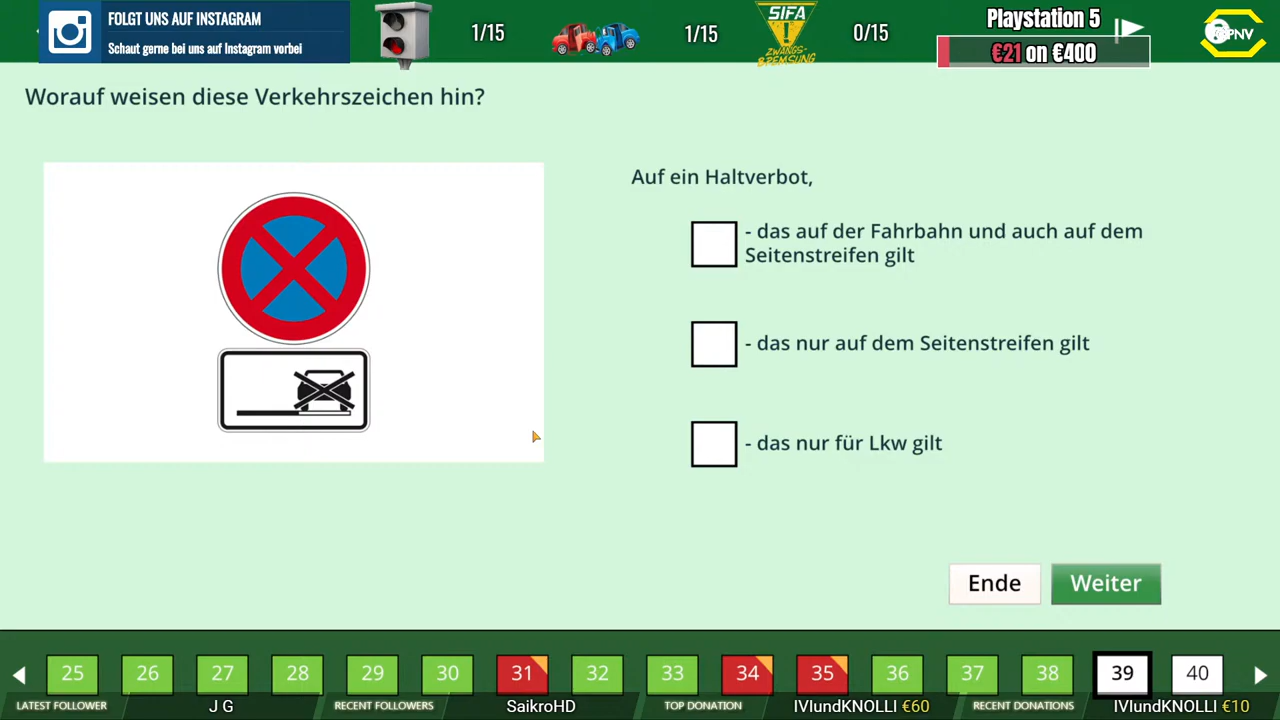 FOLGT UNS AUF INSTAGRAM
Schaut gerne bei uns auf Instagram vorbei
1/15
1/15
SIFA
ZWANGS-
BREMSUNG
0/15
Playstation 5
€21 on €400
Worauf weisen diese Verkehrszeichen hin?
Auf ein Haltverbot,
- das auf der Fahrbahn und auch auf dem
Seitenstreifen gilt
- das nur auf dem Seitenstreifen gilt
- das nur für Lkw gilt
Ende
Weiter
25 26 27 28 29 30 31 32 33 34 35 36 37 38 39 40
LATEST FOLLOWER J G RECENT FOLLOWERS SaikroHD TOP DONATION IVIundKNOLLI €60 RECENT DONATIONS IVIundKNOLLI €10